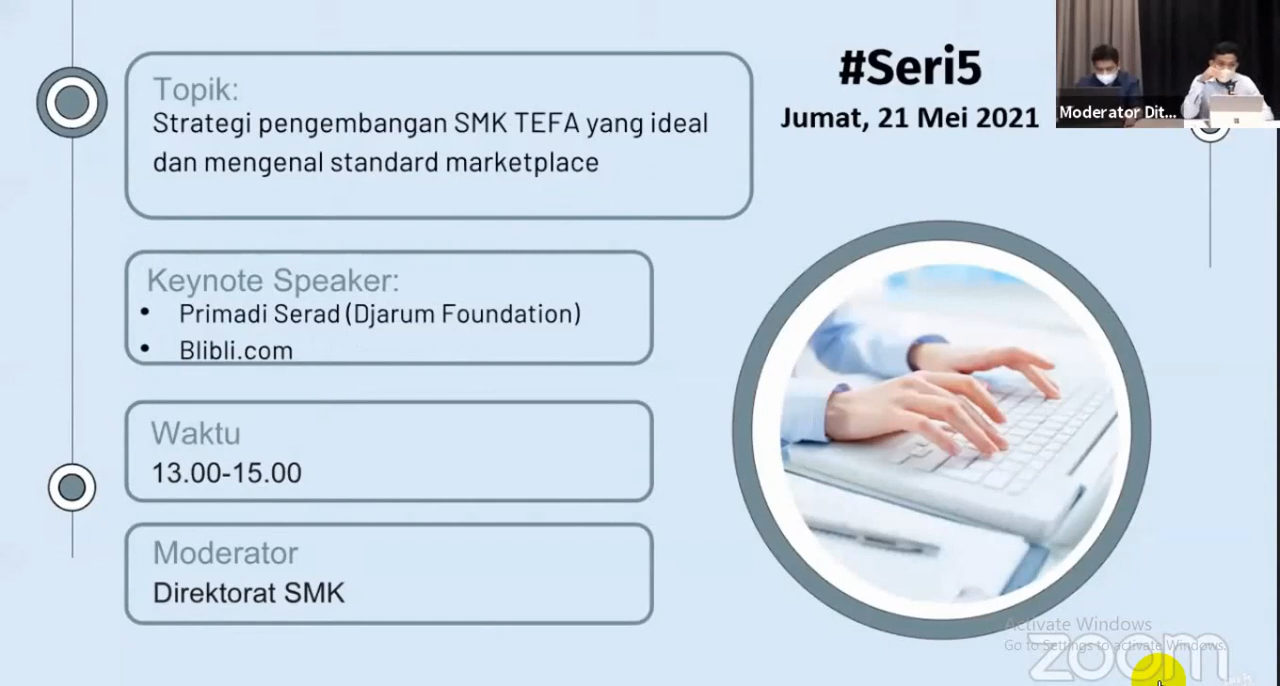 Topik:
Strategi pengembangan SMK TEFA yang ideal
dan mengenal standard marketplace
#Seri5
Jumat, 21 Mei 2021
Moderator Dit...
Keynote Speaker:
• Primadi Serad (Djarum Foundation)
• Blibli.com
Waktu
13.00-15.00
Moderator
Direktorat SMK
Activate Windows
Go to Settings to activate Windows.
zoom